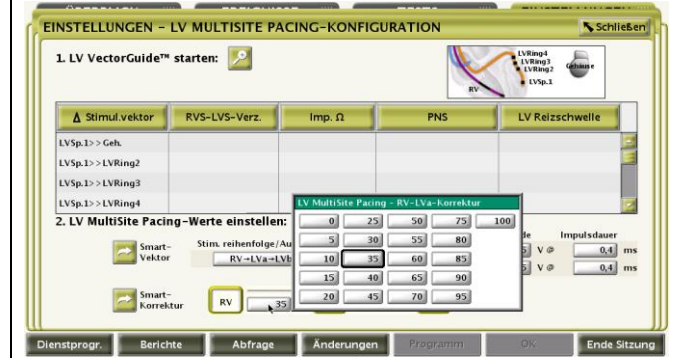 EINSTELLUNGEN – LV MULTISITE PACING-KONFIGURATION
Schließen
1. LV VectorGuide™ starten:
LVRing4
LVRing3
LVRing2
LVSp.1
RV
Gehäuse
Δ Stimul.vektor RVS-LVS-Verz. Imp. Ω PNS LV Reizschwelle
LVSp.1>>Geh.
LVSp.1>>LVRing2
LVSp.1>>LVRing3
LVSp.1>>LVRing4
2. LV MultiSite Pacing-Werte einstellen:
LV MultiSite Pacing - RV-LVa-Korrektur
0 25 50 75 100
5 30 55 80
10 35 60 85
15 40 65 90
20 45 70 95
Smart-Vektor
Stim. reihenfolge/Au
RV→LVa→LVb
Impulsdauer
V @ 0,4 ms
V @ 0,4 ms
Smart-Korrektur
RV 35
Dienstprogr. Berichte Abfrage Änderungen Programm OK Ende Sitzung